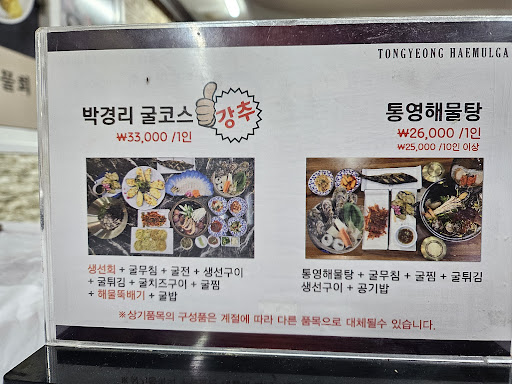 물회
TONGYEONG HAEMULGA
박경리 굴코스
강추
₩33,000 /1인
생선회 + 굴무침 + 굴전 + 생선구이
+ 굴튀김 + 굴치즈구이 + 굴찜
+ 해물뚝배기 + 굴밥
통영해물탕
₩26,000 /1인
₩25,000 /10인 이상
통영해물탕 + 굴무침 + 굴찜 + 굴튀김
생선구이 + 공기밥
※상기품목의 구성품은 계절에 따라 다른 품목으로 대체될수 있습니다.